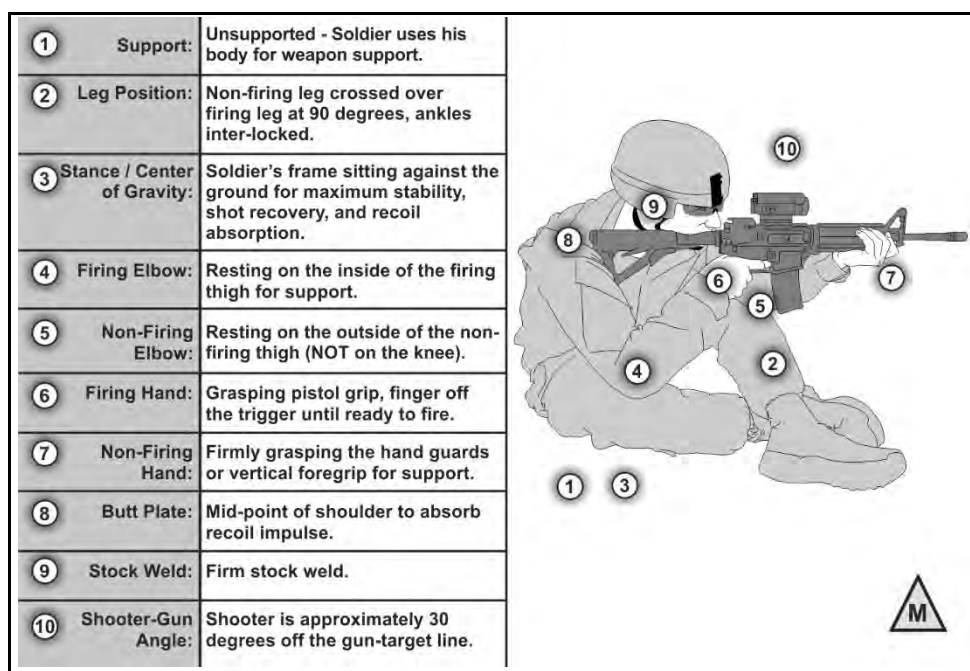 1 Support: Unsupported - Soldier uses his
body for weapon support.
2 Leg Position: Non-firing leg crossed over
firing leg at 90 degrees, ankles
inter-locked.
3 Stance / Center
of Gravity:
Soldier's frame sitting against the
ground for maximum stability,
shot recovery, and recoil
absorption.
4 Firing Elbow: Resting on the inside of the firing
thigh for support.
5 Non-Firing
Elbow:
Resting on the outside of the non-
firing thigh (NOT on the knee).
6 Firing Hand: Grasping pistol grip, finger off
the trigger until ready to fire.
7 Non-Firing
Hand:
Firmly grasping the hand guards
or vertical foregrip for support.
8 Butt Plate: Mid-point of shoulder to absorb
recoil impulse.
9 Stock Weld: Firm stock weld.
10 Shooter-Gun
Angle:
Shooter is approximately 30
degrees off the gun-target line.
10
9
8
7
6
5
4
2
1 3
M